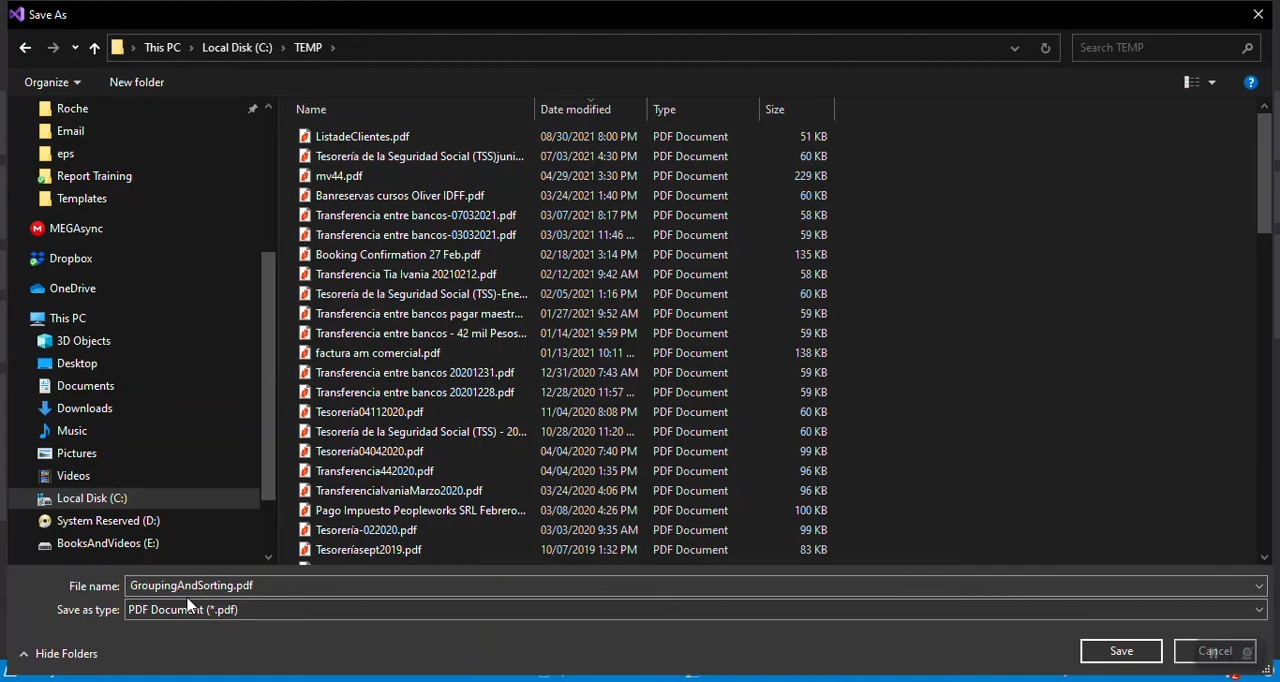 Save As
This PC > Local Disk (C:) > TEMP >
Search TEMP
Organize
New folder
Roche
Email
eps
Report Training
Templates
MEGAsync
Dropbox
OneDrive
This PC
3D Objects
Desktop
Documents
Downloads
Music
Pictures
Videos
Local Disk (C:)
System Reserved (D:)
BooksAndVideos (E:)
Name Date modified Type Size
ListadeClientes.pdf 08/30/2021 8:00 PM PDF Document 51 KB
Tesorería de la Seguridad Social (TSS)juni... 07/03/2021 4:30 PM PDF Document 60 KB
mv44.pdf 04/29/2021 3:30 PM PDF Document 229 KB
Banreservas cursos Oliver IDFF.pdf 03/24/2021 1:40 PM PDF Document 60 KB
Transferencia entre bancos-07032021.pdf 03/07/2021 8:17 PM PDF Document 58 KB
Transferencia entre bancos-03032021.pdf 03/03/2021 11:46 ... PDF Document 59 KB
Booking Confirmation 27 Feb.pdf 02/18/2021 3:14 PM PDF Document 135 KB
Transferencia Tia Ivania 20210212.pdf 02/12/2021 9:42 AM PDF Document 58 KB
Tesorería de la Seguridad Social (TSS)-Ene... 02/05/2021 1:16 PM PDF Document 60 KB
Transferencia entre bancos pagar maestr... 01/27/2021 9:52 AM PDF Document 59 KB
Transferencia entre bancos - 42 mil Pesos... 01/14/2021 9:59 PM PDF Document 59 KB
factura am comercial.pdf 01/13/2021 10:11 ... PDF Document 138 KB
Transferencia entre bancos 20201231.pdf 12/31/2020 7:43 AM PDF Document 59 KB
Transferencia entre bancos 20201228.pdf 12/28/2020 11:57 ... PDF Document 59 KB
Tesorería04112020.pdf 11/04/2020 8:08 PM PDF Document 60 KB
Tesorería de la Seguridad Social (TSS) - 20... 10/28/2020 11:20 ... PDF Document 60 KB
Tesorería04042020.pdf 04/04/2020 7:40 PM PDF Document 99 KB
Transferencia442020.pdf 04/04/2020 1:35 PM PDF Document 96 KB
TransferenciaIvaniaMarzo2020.pdf 03/24/2020 4:06 PM PDF Document 96 KB
Pago Impuesto Peopleworks SRL Febrero... 03/08/2020 4:26 PM PDF Document 100 KB
Tesorería-022020.pdf 03/03/2020 9:35 AM PDF Document 99 KB
Tesoreríasept2019.pdf 10/07/2019 1:32 PM PDF Document 83 KB
File name: GroupingAndSorting.pdf
Save as type: PDF Document (*.pdf)
Hide Folders
Save
Cancel